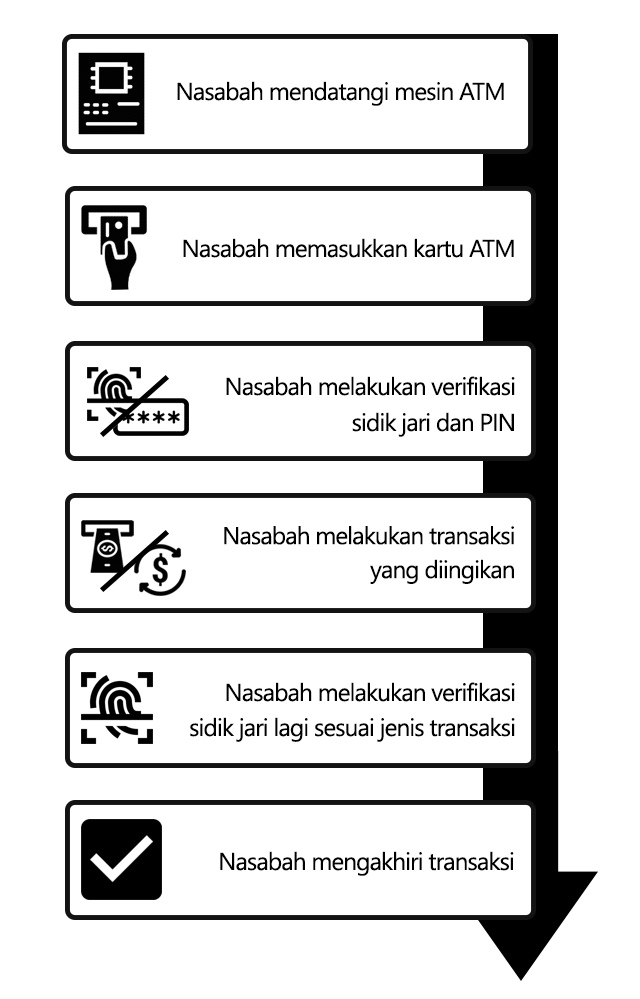 Nasabah mendatangi mesin ATM
Nasabah memasukkan kartu ATM
****
Nasabah melakukan verifikasi
sidik jari dan PIN
$
Nasabah melakukan transaksi
yang diingikan
Nasabah melakukan verifikasi
sidik jari lagi sesuai jenis transaksi
Nasabah mengakhiri transaksi